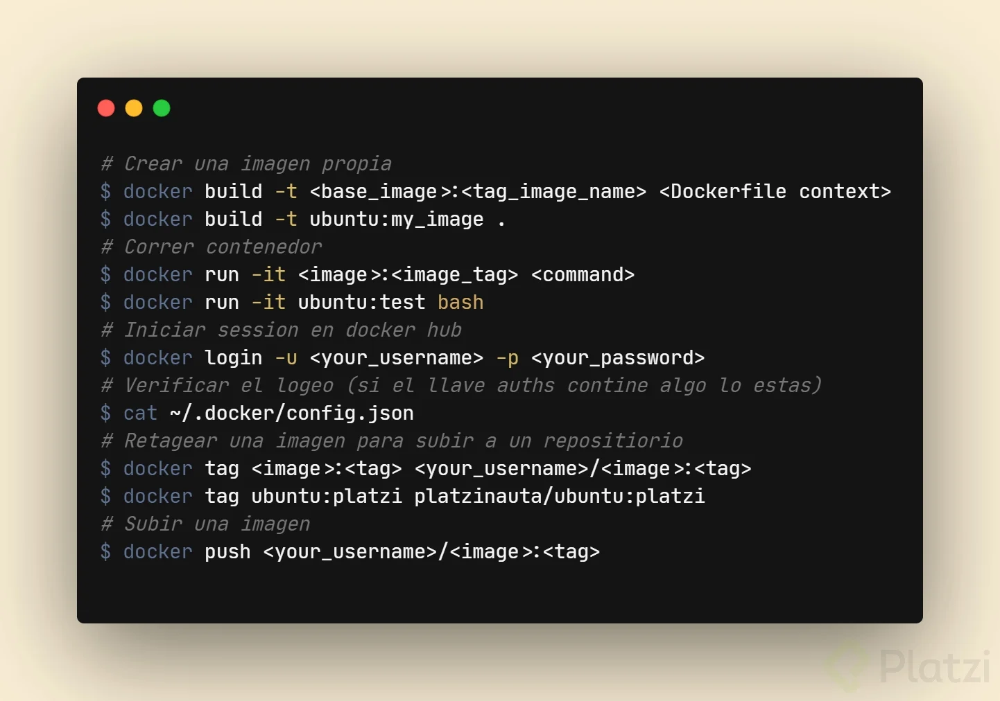 # Crear una imagen propia
$ docker build -t <base_image>:<tag_image_name> <Dockerfile context>
$ docker build -t ubuntu:my_image .
# Correr contenedor
$ docker run -it <image>:<image_tag> <command>
$ docker run -it ubuntu:test bash
# Iniciar session en docker hub
$ docker login -u <your_username> -p <your_password>
# Verificar el logeo (si el llave auths contine algo lo estas)
$ cat ~/.docker/config.json
# Retagear una imagen para subir a un repositiorio
$ docker tag <image>:<tag> <your_username>/<image>:<tag>
$ docker tag ubuntu:platzi platzinauta/ubuntu:platzi
# Subir una imagen
$ docker push <your_username>/<image>:<tag>
Platzi